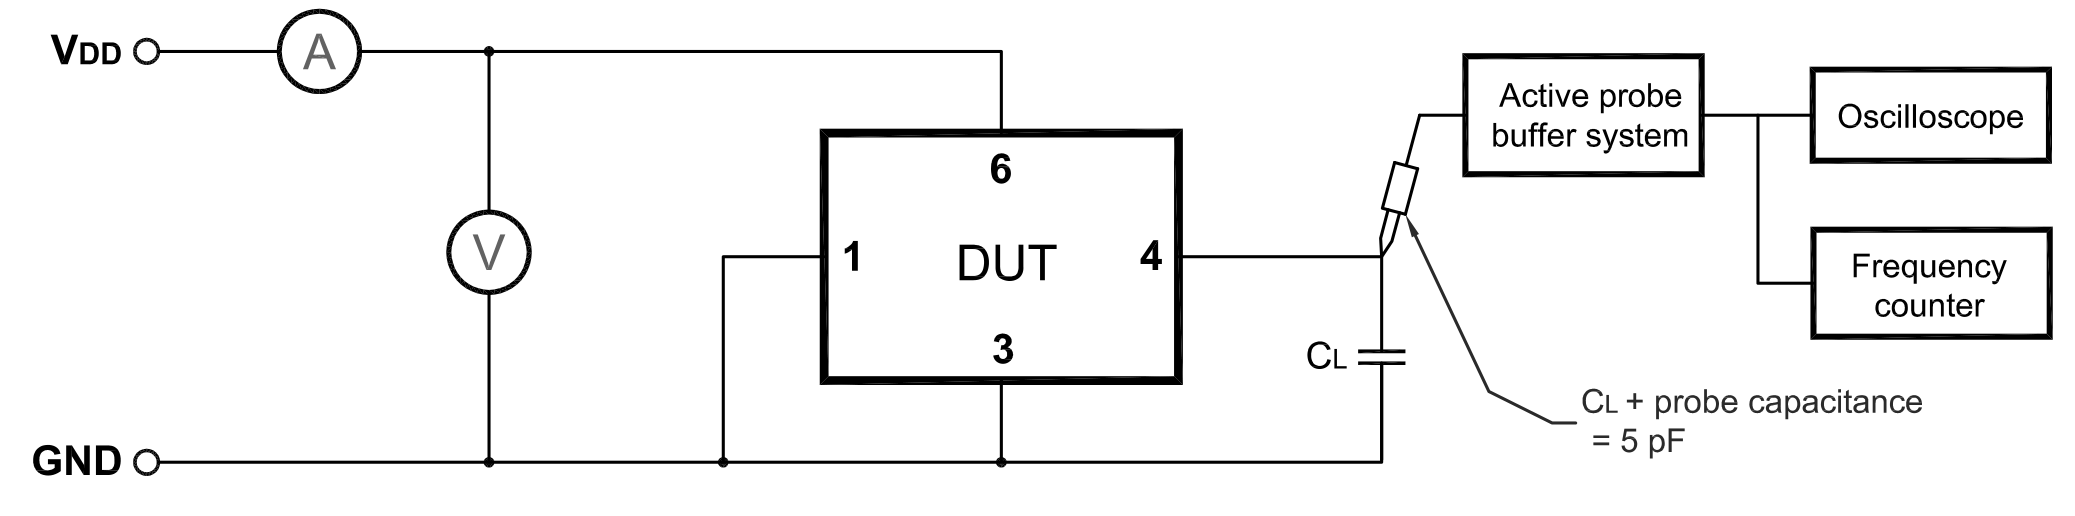 VDD
A
V
GND
6
1
DUT
4
3
CL
Active probe
buffer system
Oscilloscope
Frequency
counter
CL + probe capacitance
= 5 pF